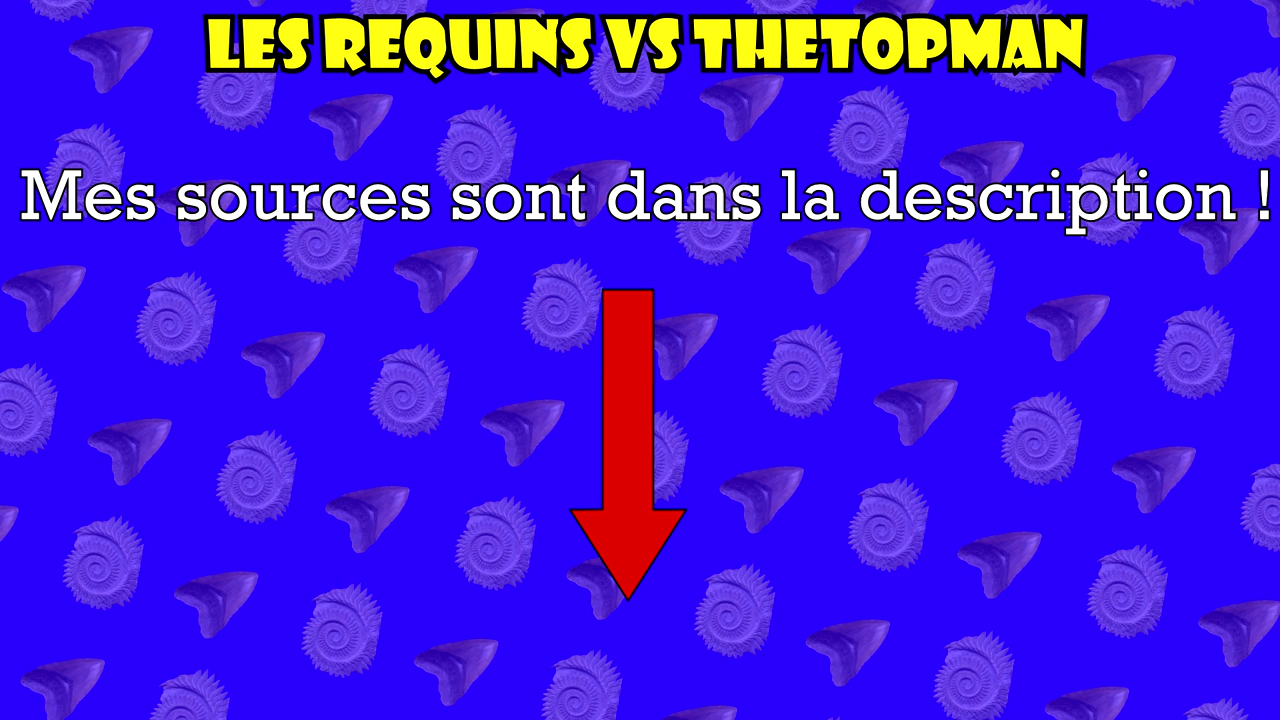 LES REQUINS VS THETOPMAN
Mes sources sont dans la description !